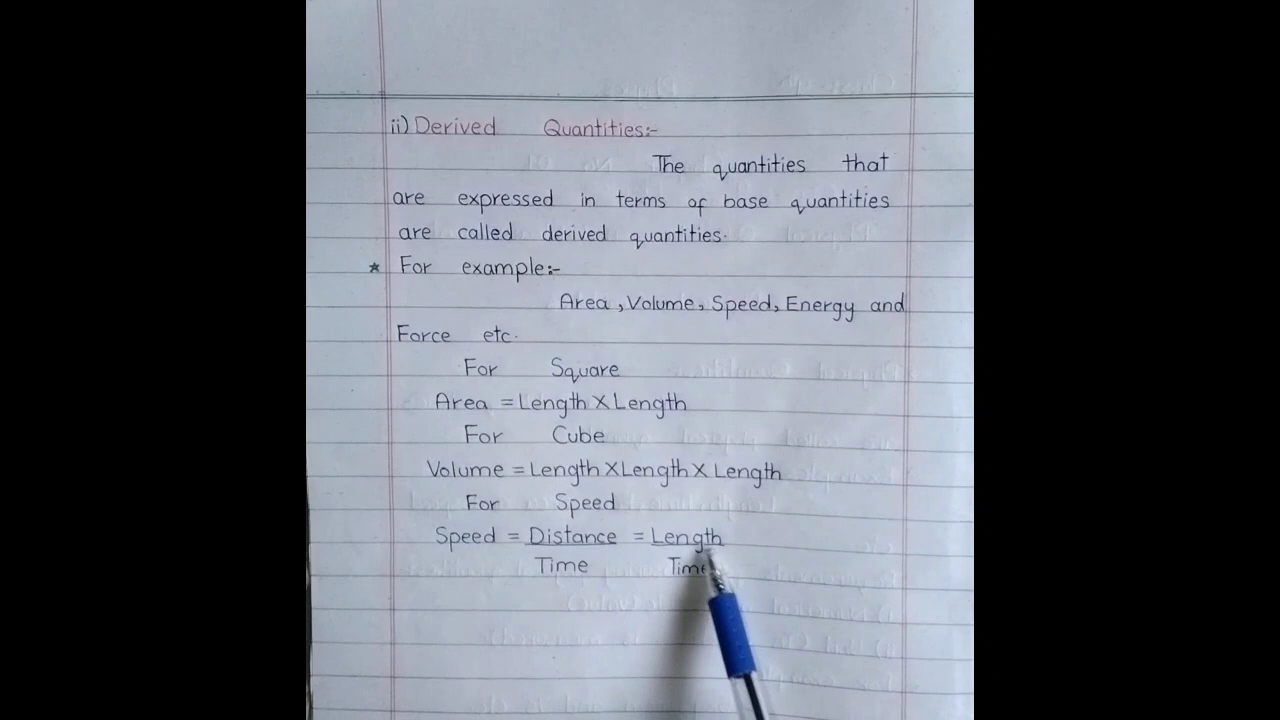 ii) Derived Quantities:-
The quantities that
are expressed in terms of base quantities
are called derived quantities.
* For example:-
Area, Volume, Speed, Energy and
Force etc.
For Square
Area = Length X Length
For Cube
Volume = Length X Length X Length
For Speed
Speed = Distance = Length
Time Time